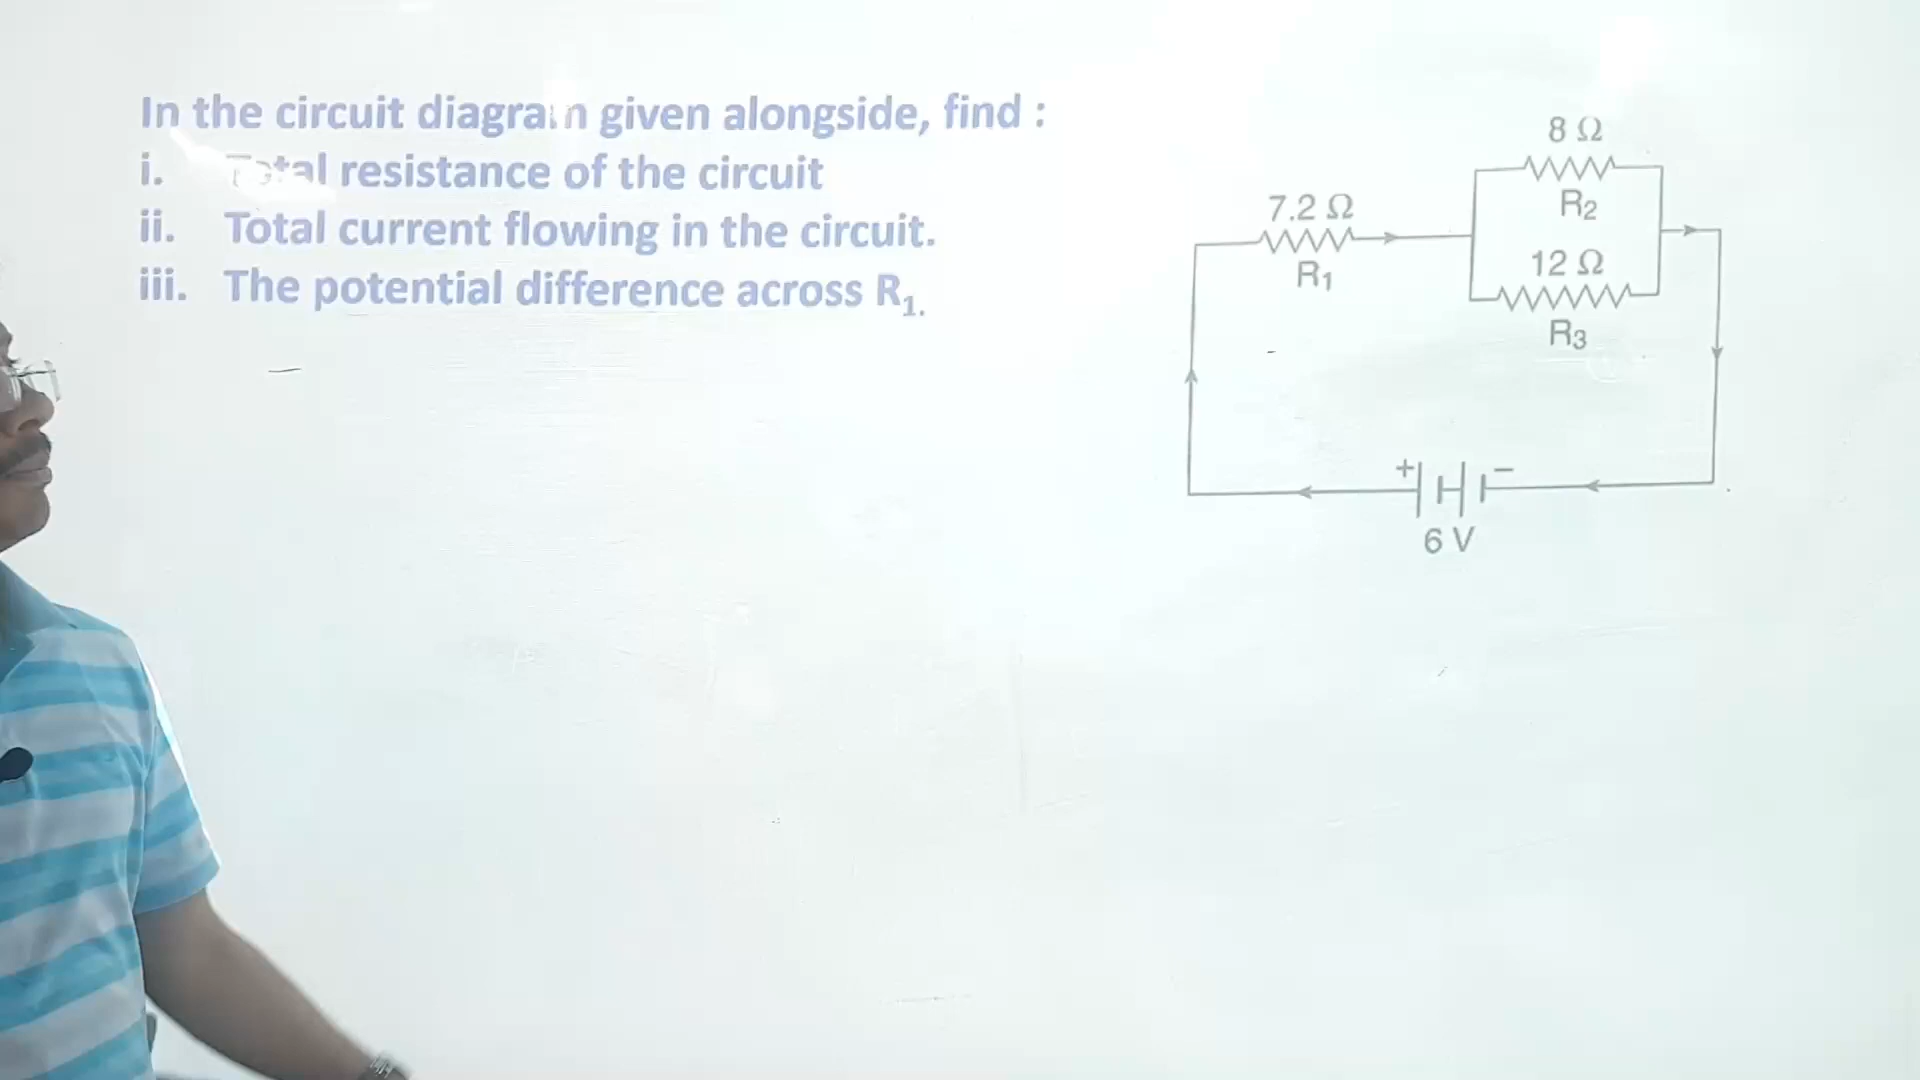 In the circuit diagram given alongside, find :
i. Total resistance of the circuit
ii. Total current flowing in the circuit.
iii. The potential difference across R1.
8 Ω
R2
7.2 Ω
R1
12 Ω
R3
+ −
6 V